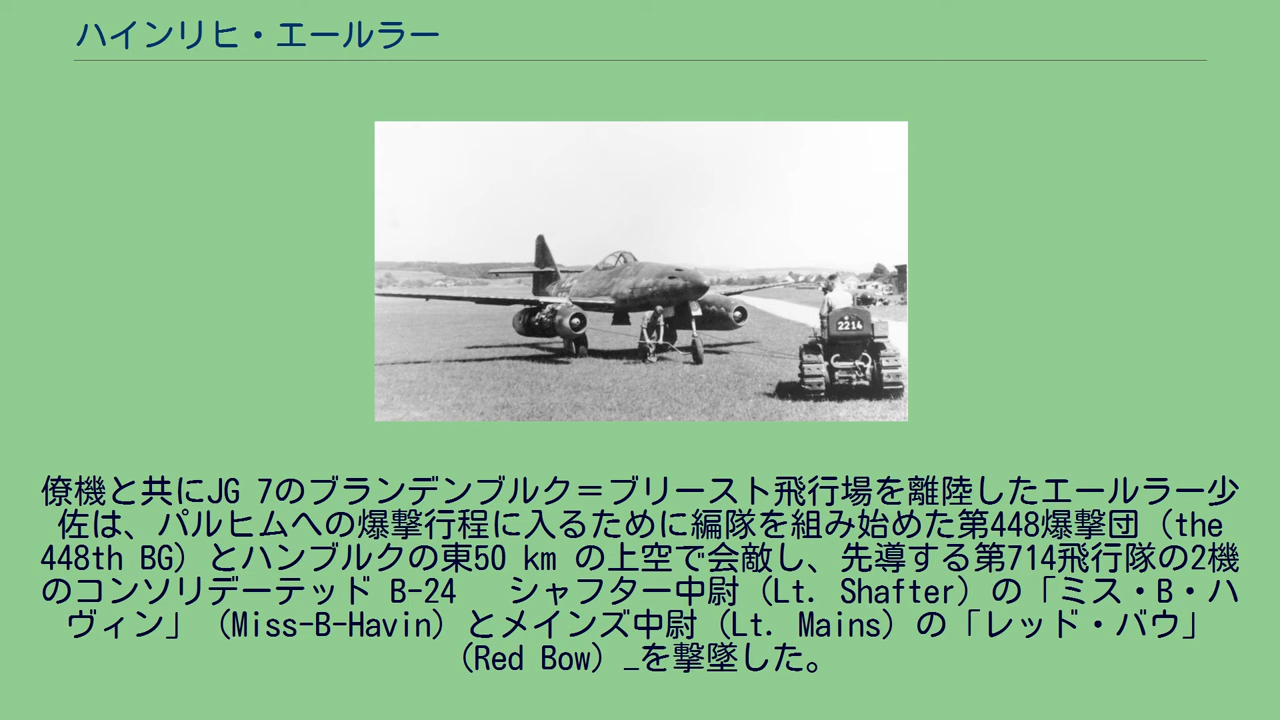 ハインリヒ・エールラー
2214
僚機と共にJG 7のブランデンブルク＝ブリースト飛行場を離陸したエールラー少
佐は、パルヒムへの爆撃行程に入るために編隊を組み始めた第448爆撃団（the
448th BG）とハンブルクの東50 km の上空で会敵し、先導する第714飛行隊の2機
のコンソリデーテッド B-24　 シャフター中尉（Lt. Shafter）の「ミス・B・ハ
ヴィン」（Miss-B-Havin）とメインズ中尉（Lt. Mains）の「レッド・バウ」
（Red Bow）_を撃墜した。